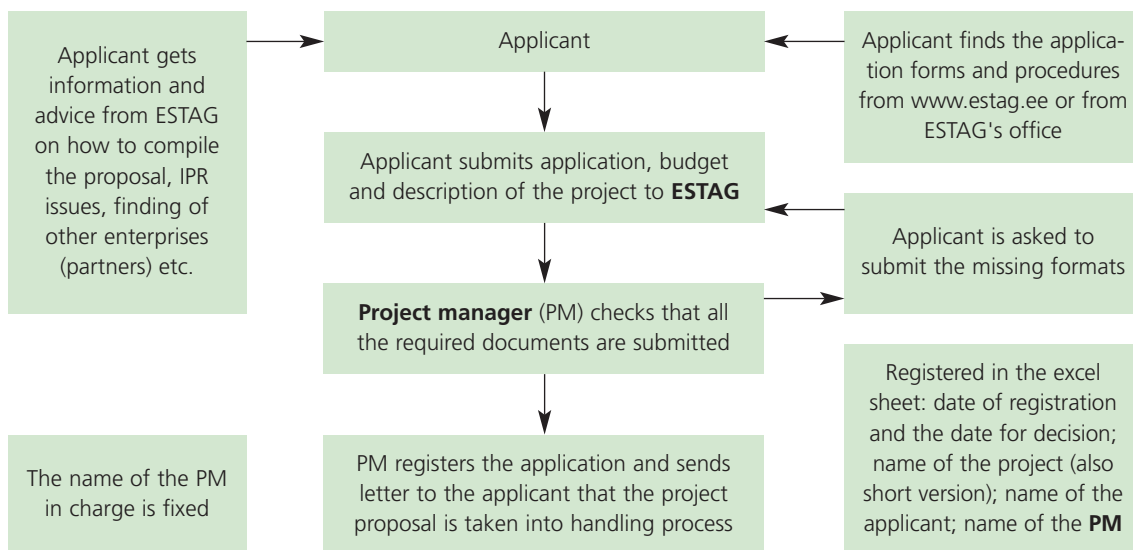 Applicant gets
information and
advice from ESTAG
on how to compile
the proposal, IPR
issues, finding of
other enterprises
(partners) etc.
Applicant
Applicant finds the applica-
tion forms and procedures
from www.estag.ee or from
ESTAG's office
Applicant submits application, budget
and description of the project to ESTAG
Applicant is asked to
submit the missing formats
Project manager (PM) checks that all
the required documents are submitted
The name of the PM
in charge is fixed
PM registers the application and sends
letter to the applicant that the project
proposal is taken into handling process
Registered in the excel
sheet: date of registration
and the date for decision;
name of the project (also
short version); name of the
applicant; name of the PM